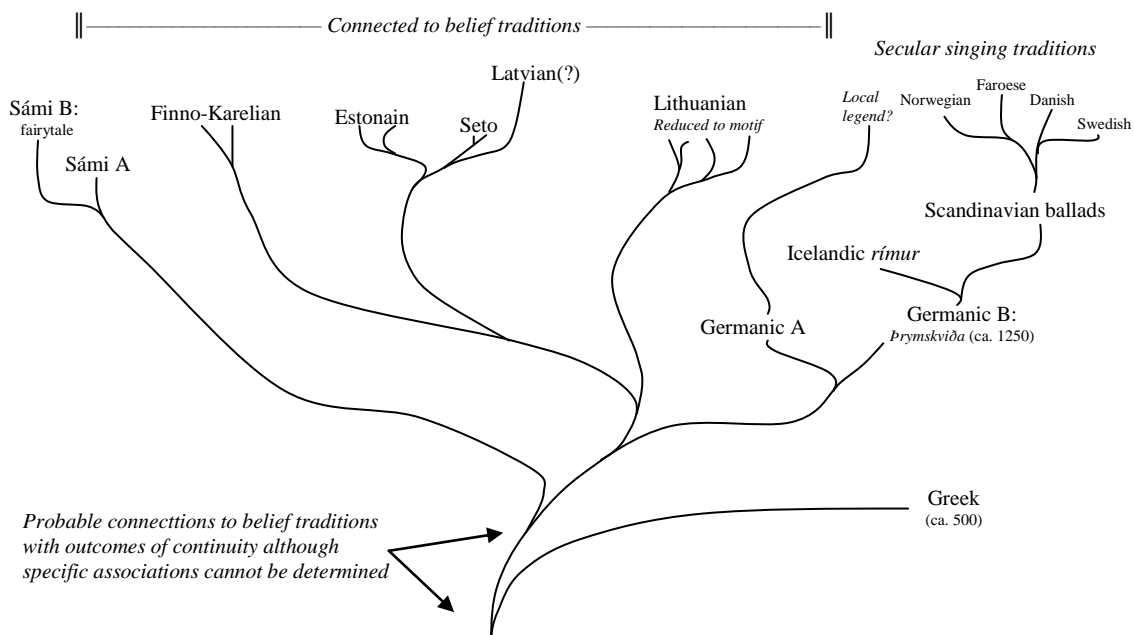 Connected to belief traditions
Secular singing traditions
Latvian(?)
Sámi B:
fairytale
Finno-Karelian
Estonain
Seto
Lithuanian
Reduced to motif
Local
legend?
Norwegian
Faroese
Danish
Swedish
Sámi A
Scandinavian ballads
Icelandic rímur
Germanic A
Germanic B:
Þrymskviða (ca. 1250)
Greek
(ca. 500)
Probable connecttions to belief traditions
with outcomes of continuity although
specific associations cannot be determined